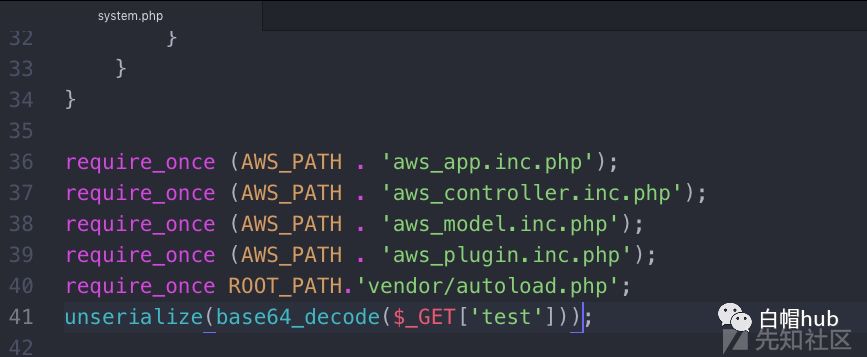 system.php
32 }
33 }
34 }
35
36 require_once (AWS_PATH . 'aws_app.inc.php');
37 require_once (AWS_PATH . 'aws_controller.inc.php');
38 require_once (AWS_PATH . 'aws_model.inc.php');
39 require_once (AWS_PATH . 'aws_plugin.inc.php');
40 require_once ROOT_PATH.'vendor/autoload.php';
41 unserialize(base64_decode($_GET['test']));
42
白帽hub
先知社区